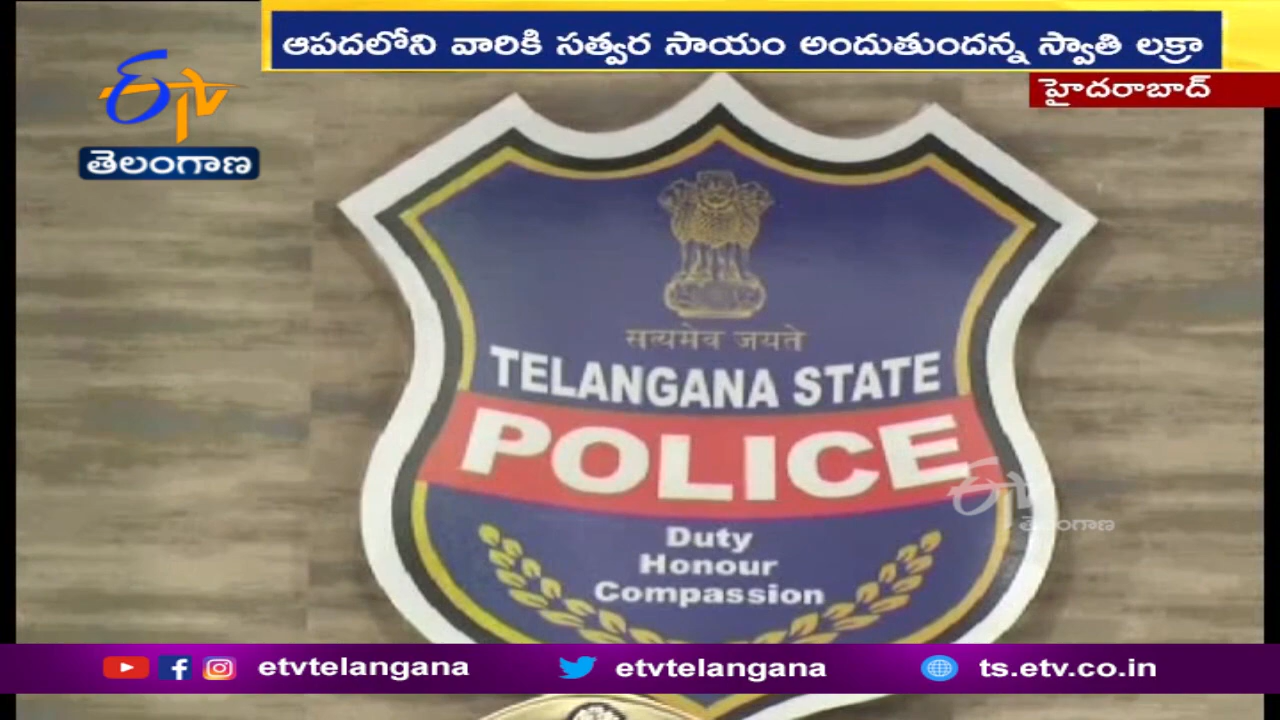 ఆపదలోని వారికి సత్వర సాయం అందుతుందన్న స్వాతి లక్రా
హైదరాబాద్
ETV
తెలంగాణ
सत्यमेव जयते
TELANGANA STATE
POLICE
Duty
Honour
Compassion
ETV
తెలంగాణ
etvtelangana etvtelangana ts.etv.co.in